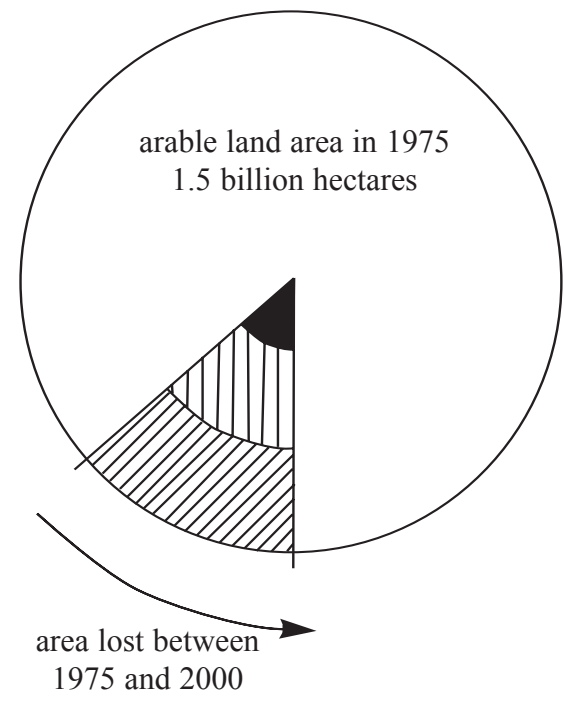 arable land area in 1975
1.5 billion hectares
area lost between
1975 and 2000